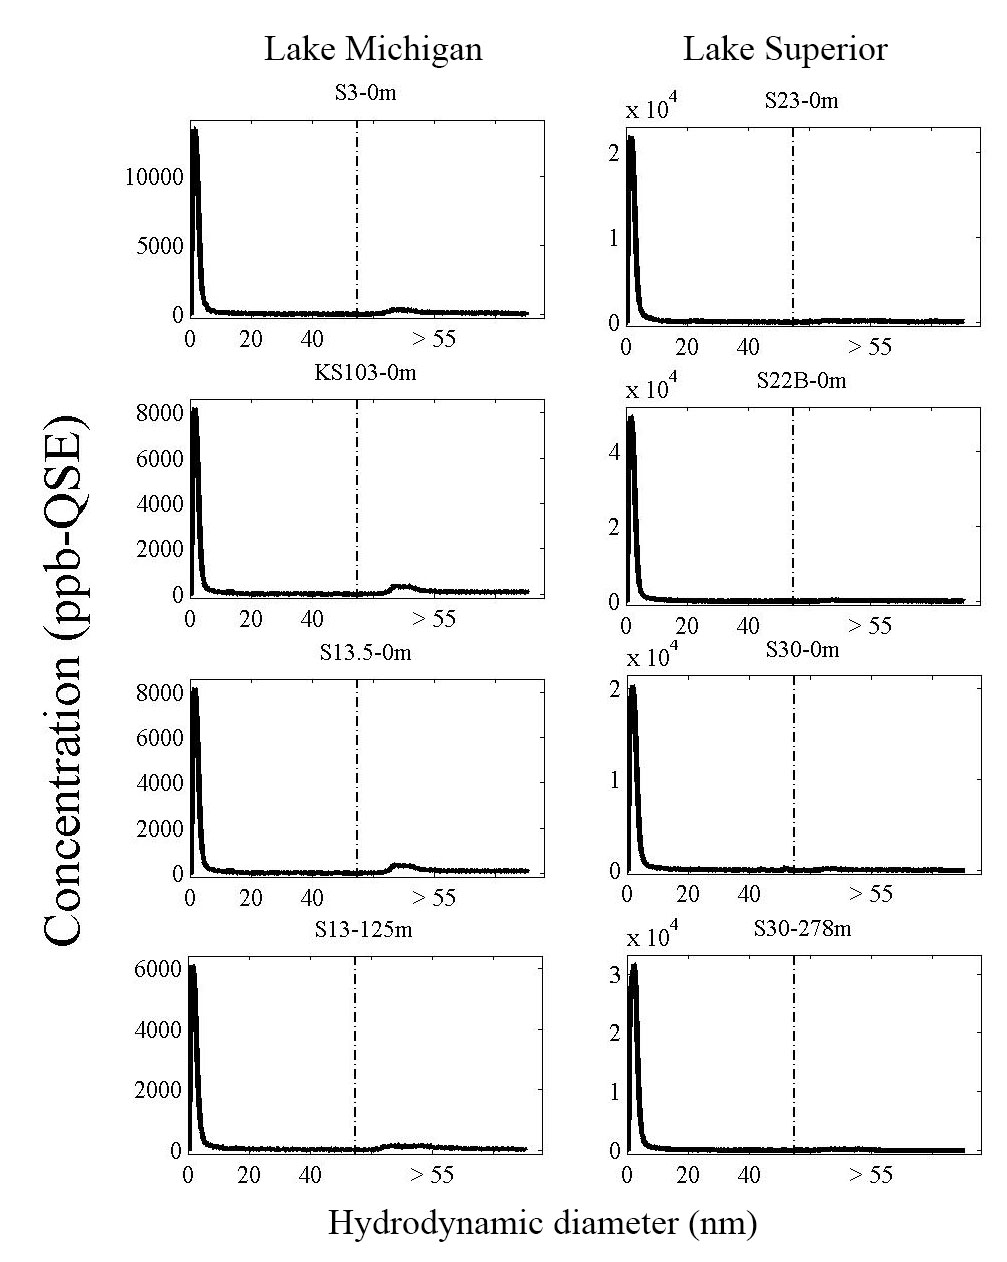 Lake Michigan
Lake Superior
S3-0m
10000
5000
0
0 20 40 > 55
x 10^4
S23-0m
2
1
0
0 20 40 > 55
KS103-0m
8000
6000
4000
2000
0
0 20 40 > 55
x 10^4
S22B-0m
4
2
0
0 20 40 > 55
S13.5-0m
8000
6000
4000
2000
0
0 20 40 > 55
x 10^4
S30-0m
2
1
0
0 20 40 > 55
S13-125m
6000
4000
2000
0
0 20 40 > 55
x 10^4
S30-278m
3
2
1
0
0 20 40 > 55
Concentration (ppb-QSE)
Hydrodynamic diameter (nm)